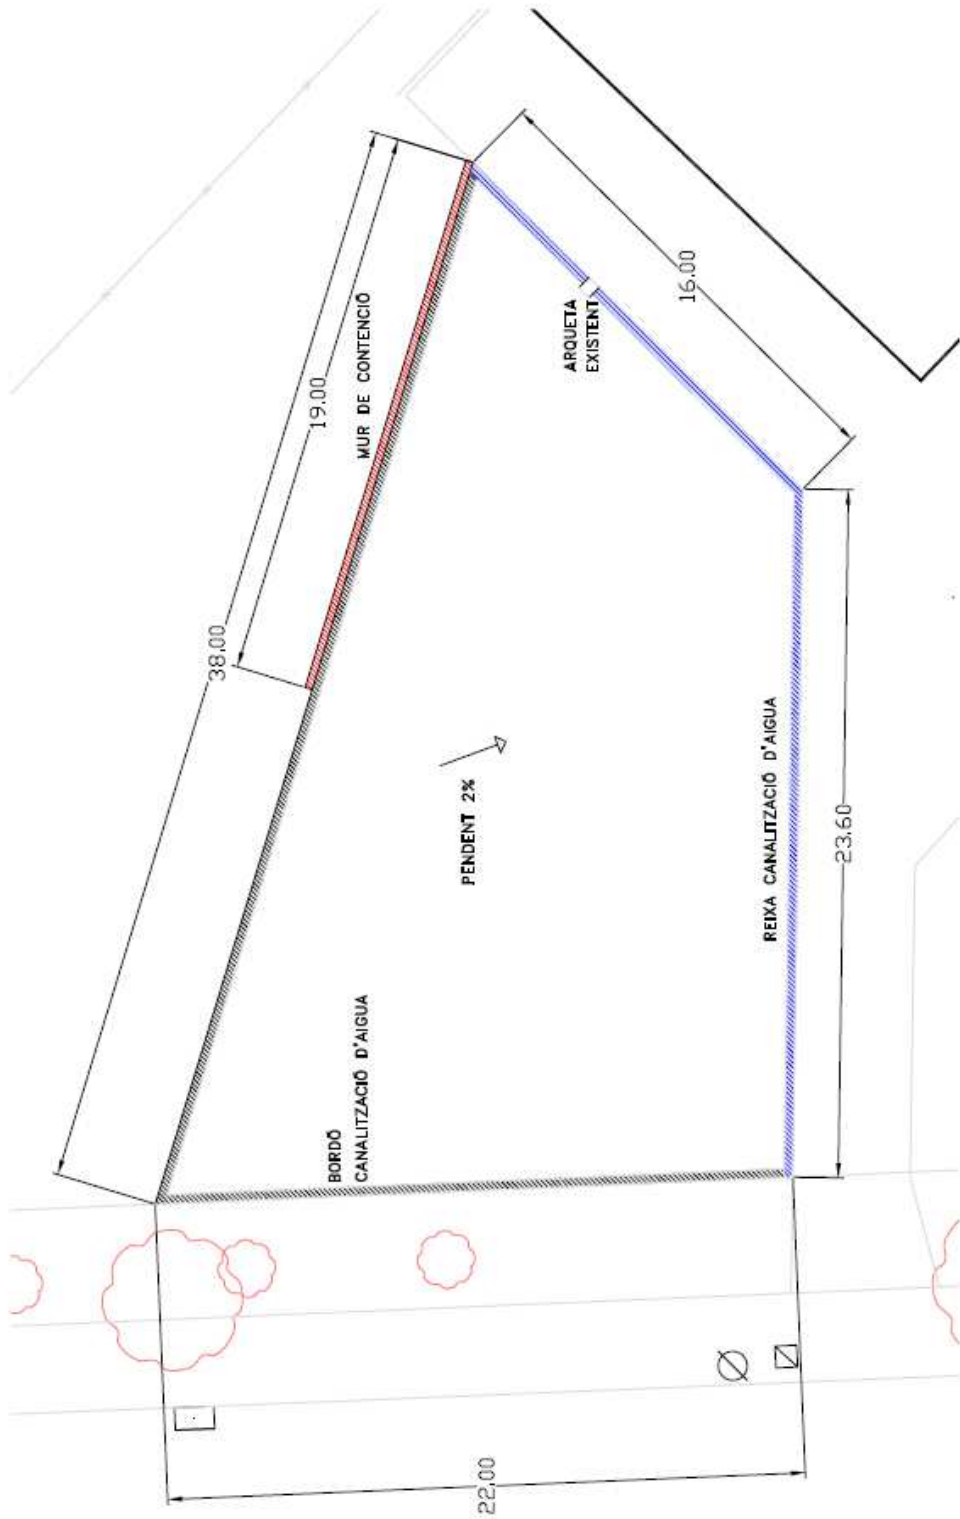 38.00
19.00
MUR DE CONTENCIÓ
16.00
ARQUETA
EXISTENT
PENDENT 2%
REIXA CANALITZACIÓ D'AIGUA
23.60
BORDÓ
CANALITZACIÓ D'AIGUA
22.00